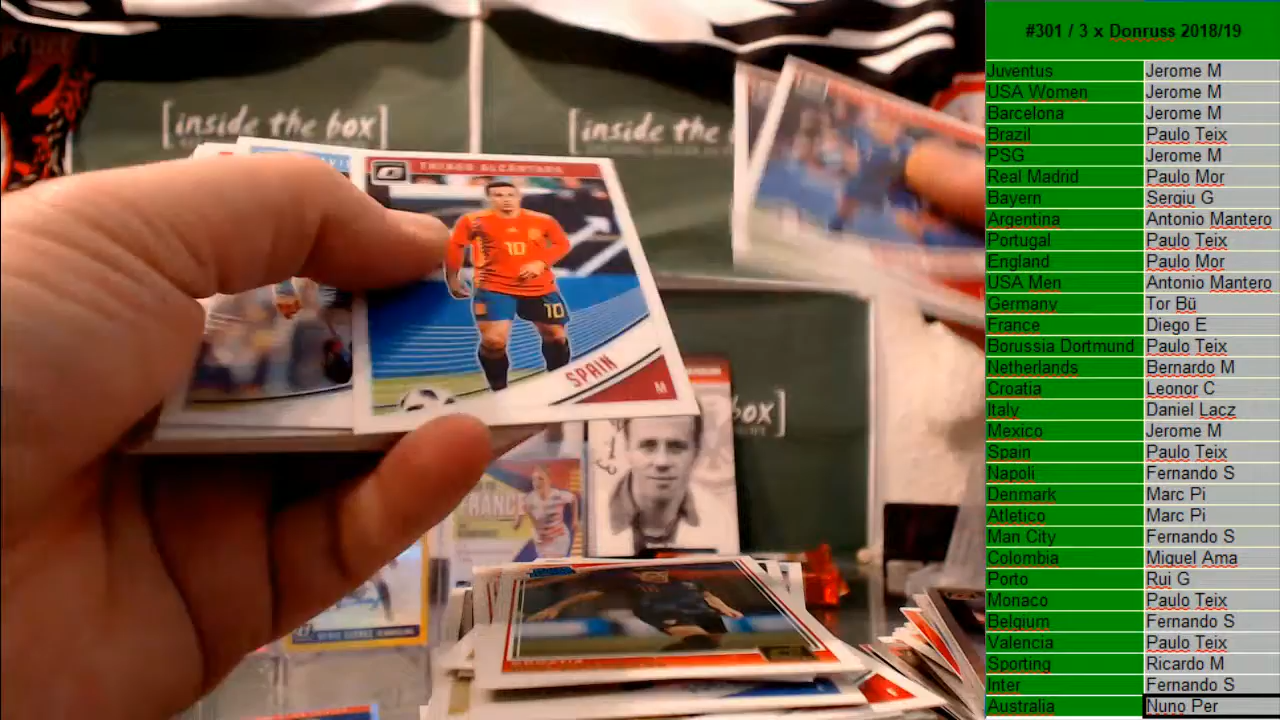 #301 / 3 x Donruss 2018/19
Juventus Jerome M
USA Women Jerome M
Barcelona Jerome M
Brazil Paulo Teix
PSG Jerome M
Real Madrid Paulo Mor
Bayern Sergiu G
Argentina Antonio Mantero
Portugal Paulo Teix
England Paulo Mor
USA Men Antonio Mantero
Germany Tor Bü
France Diego E
Borussia Dortmund Paulo Teix
Netherlands Bernardo M
Croatia Leonor C
Italy Daniel Lacz
Mexico Jerome M
Spain Paulo Teix
Napoli Fernando S
Denmark Marc Pi
Atletico Marc Pi
Man City Fernando S
Colombia Miguel Ama
Porto Rui G
Monaco Paulo Teix
Belgium Fernando S
Valencia Paulo Teix
Sporting Ricardo M
Inter Fernando S
Australia Nuno Per
[inside the box]
[inside the
THIAGO ALCÂNTARA
10
10
SPAIN
M
box]
FRANCE